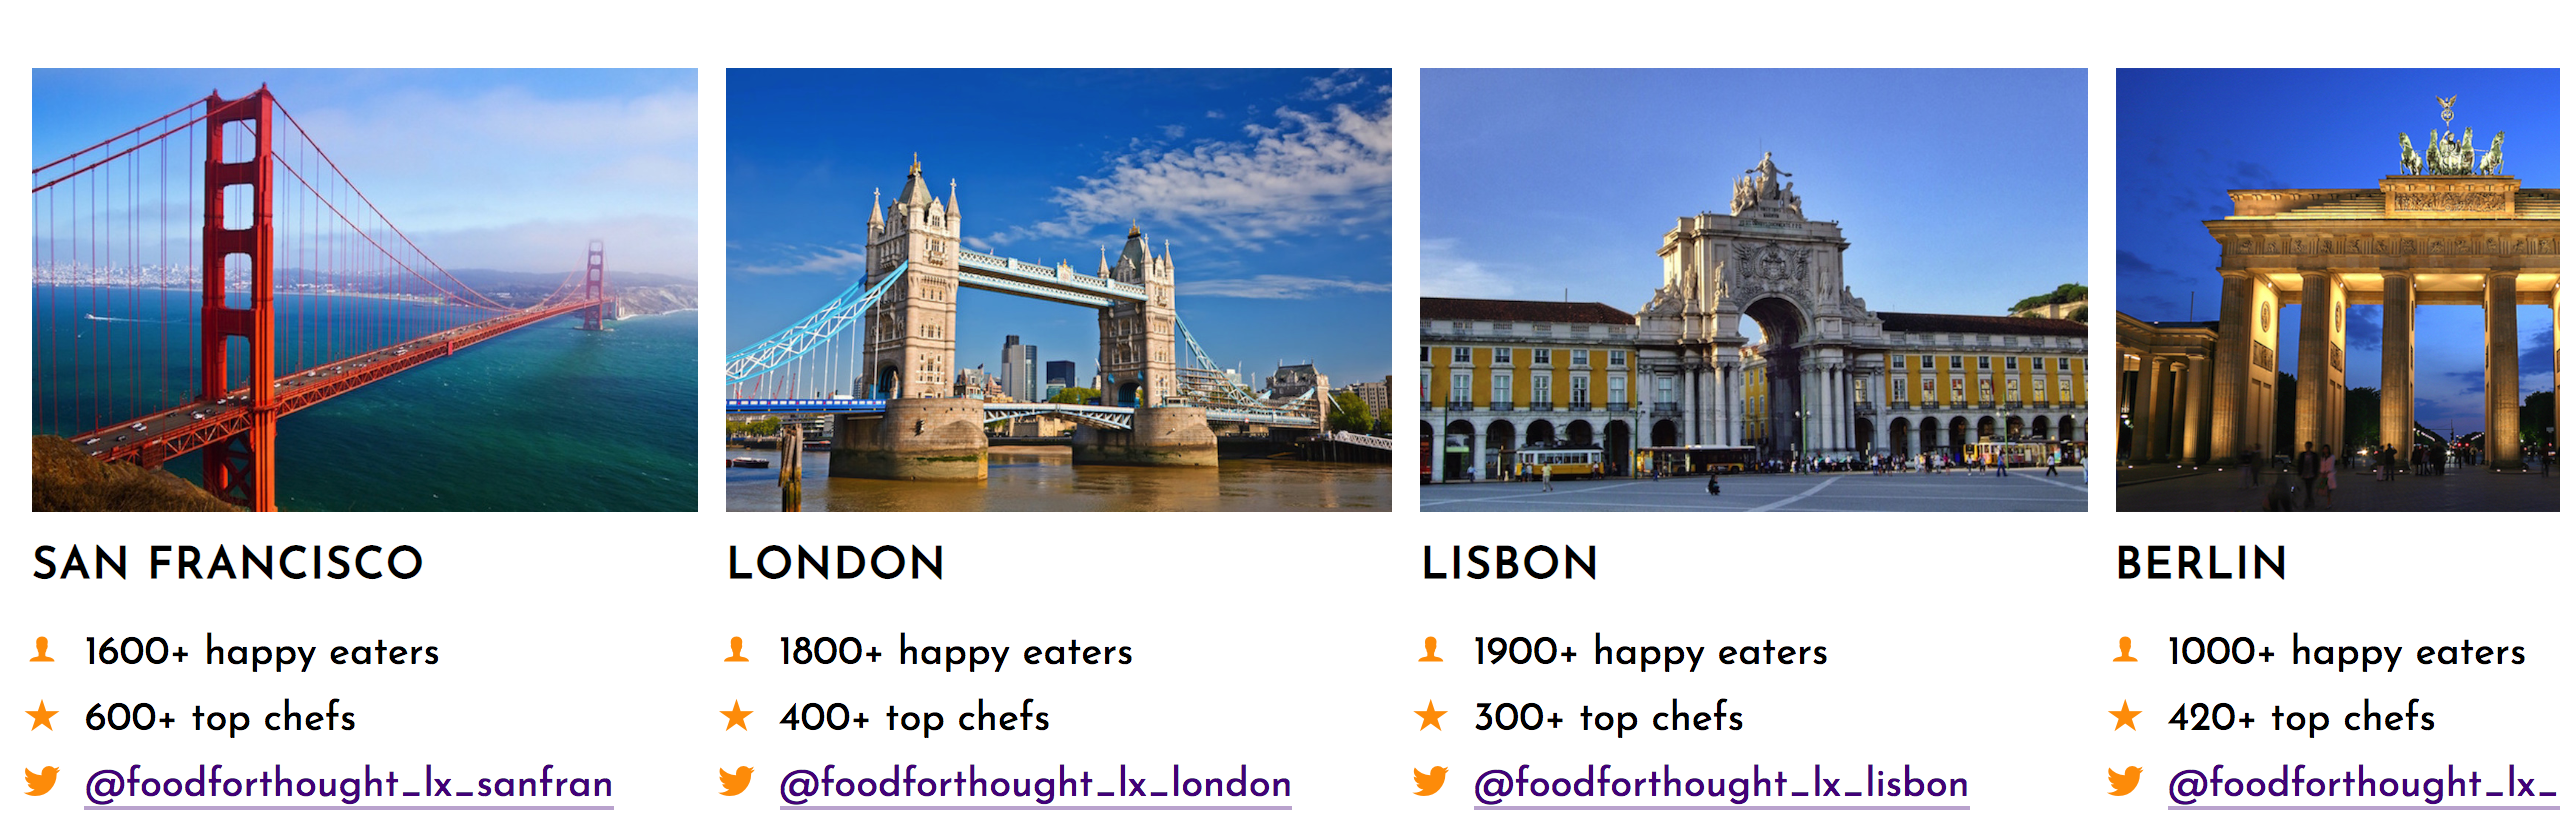 SAN FRANCISCO
1600+ happy eaters
600+ top chefs
@foodforthought_lx_sanfran
LONDON
1800+ happy eaters
400+ top chefs
@foodforthought_lx_london
LISBON
1900+ happy eaters
300+ top chefs
@foodforthought_lx_lisbon
BERLIN
1000+ happy eaters
420+ top chefs
@foodforthought_lx_